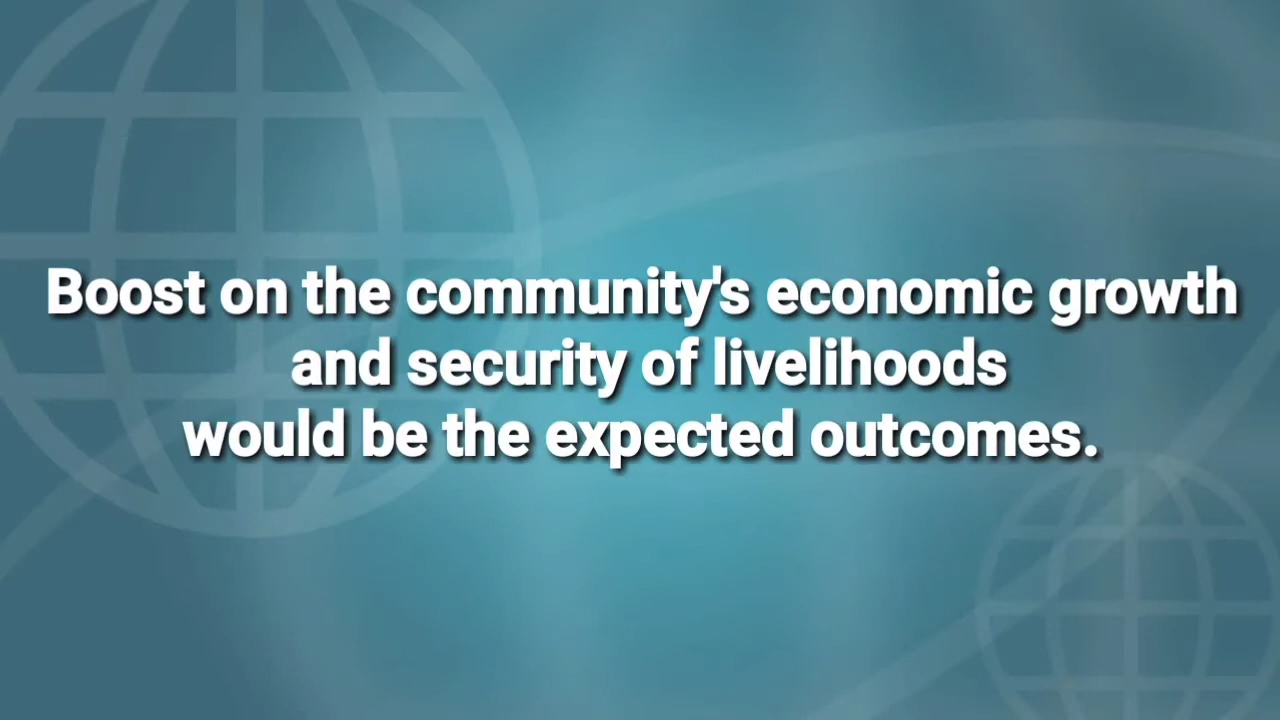 Boost on the community's economic growth
and security of livelihoods
would be the expected outcomes.